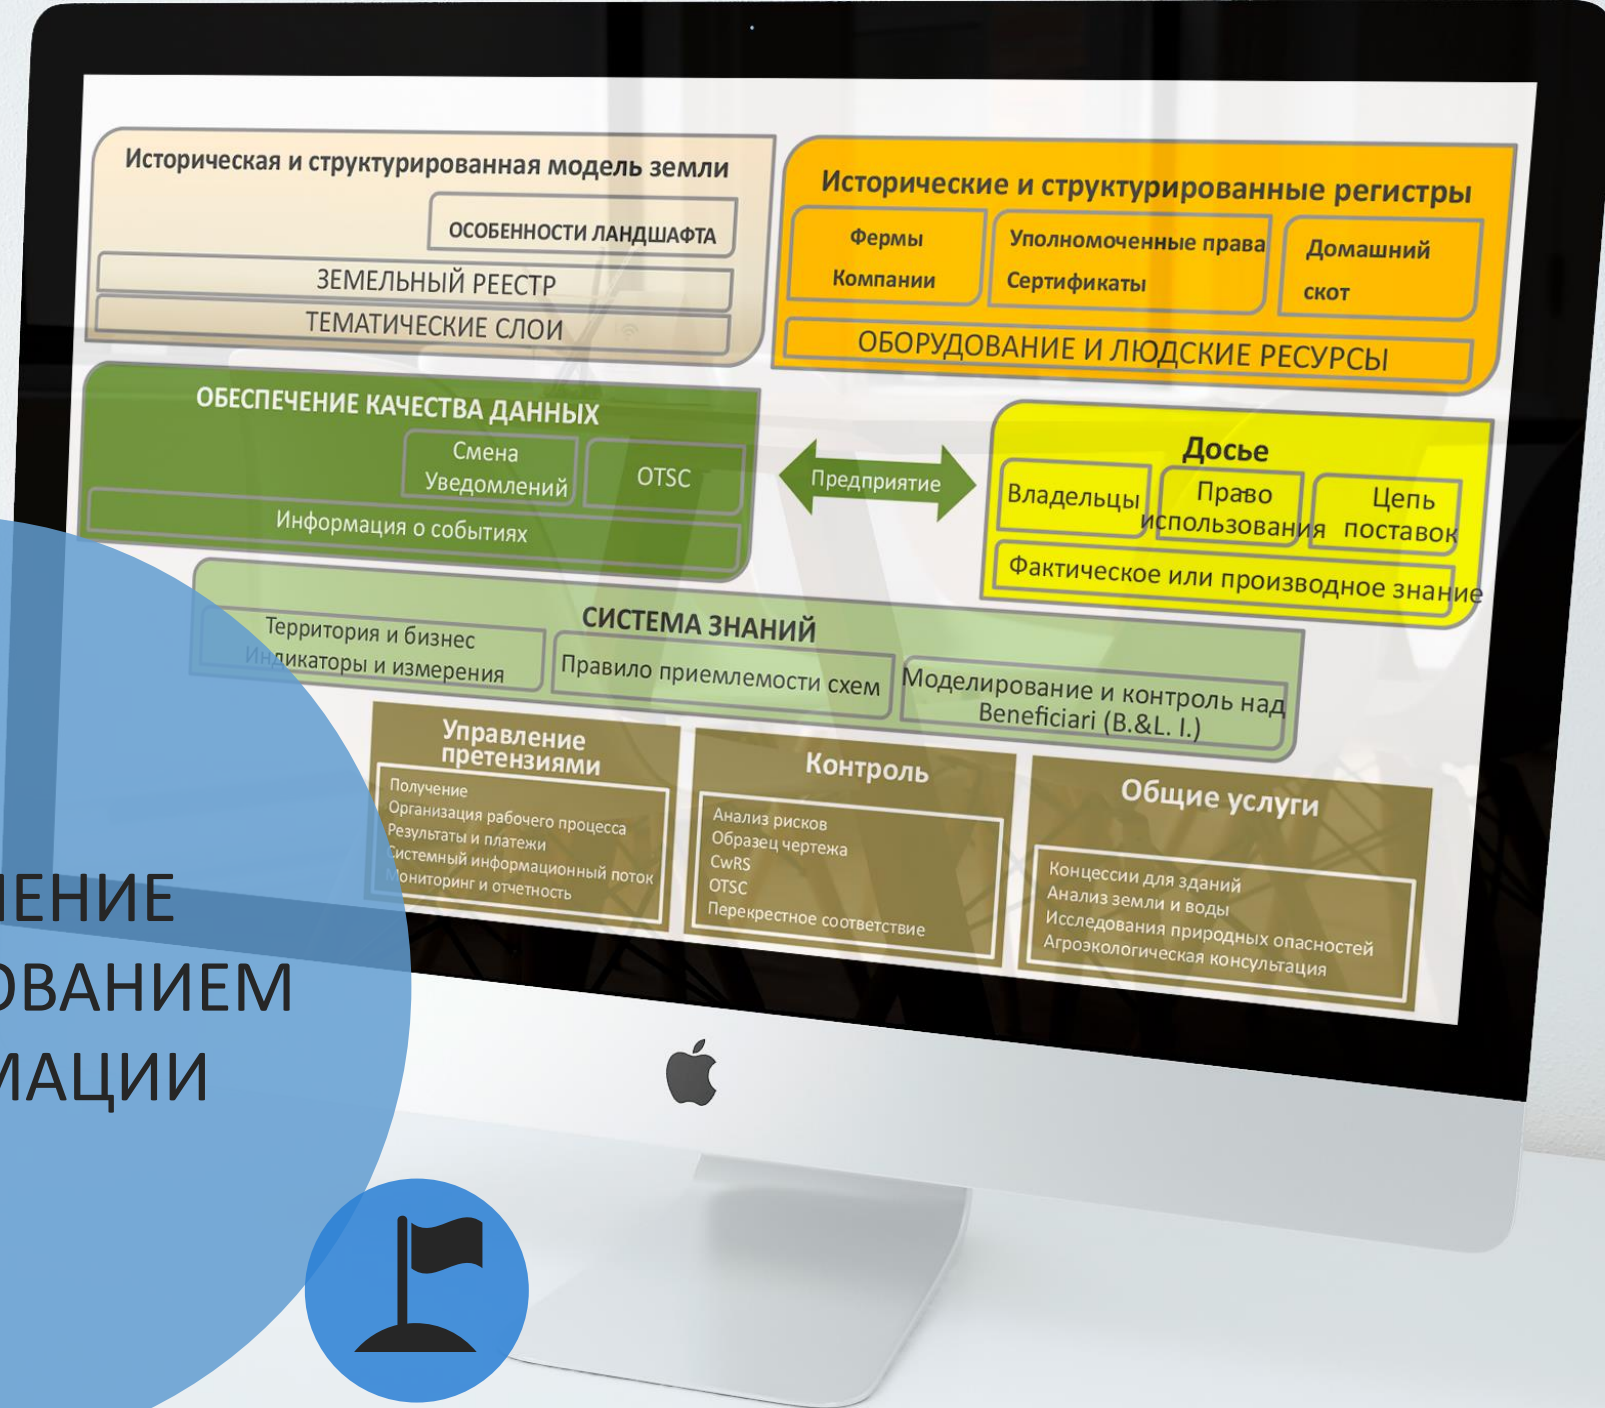 Историческая и структурированная модель земли
ОСОБЕННОСТИ ЛАНДШАФТА
ЗЕМЕЛЬНЫЙ РЕЕСТР
ТЕМАТИЧЕСКИЕ СЛОИ
Исторические и структурированные регистры
Фермы
Компании
Уполномоченные права
Сертификаты
Домашний
скот
ОБОРУДОВАНИЕ И ЛЮДСКИЕ РЕСУРСЫ
ОБЕСПЕЧЕНИЕ КАЧЕСТВА ДАННЫХ
Смена
Уведомлений
OTSC
Информация о событиях
Предприятие
Досье
Владельцы
Право
использования
Цепь
поставок
Фактическое или производное знание
СИСТЕМА ЗНАНИЙ
Территория и бизнес
Индикаторы и измерения
Правило приемлемости схем
Моделирование и контроль над
Beneficiari (B.&L. I.)
Управление
претензиями
Получение
Организация рабочего процесса
Результаты и платежи
Системный информационный поток
Мониторинг и отчетность
Контроль
Анализ рисков
Образец чертежа
CwRS
OTSC
Перекрестное соответствие
Общие услуги
Концессии для зданий
Анализ земли и воды
Исследования природных опасностей
Агроэкологическая консультация
ЕНИЕ
ОВАНИЕМ
МАЦИИ